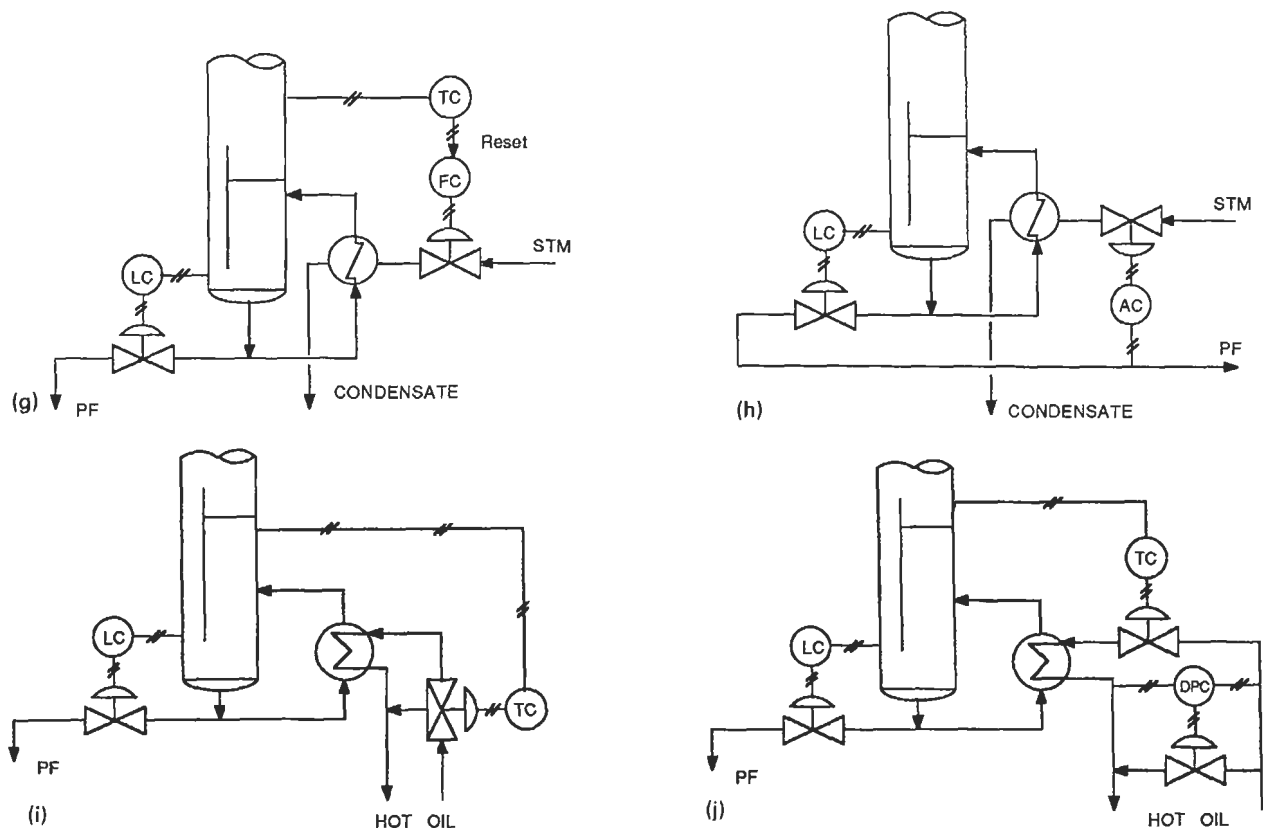 TC
Reset
FC
STM
LC
PF
CONDENSATE
(g)
LC
STM
AC
PF
CONDENSATE
(h)
LC
TC
PF
HOT OIL
(i)
TC
LC
DPC
PF
HOT OIL
(j)